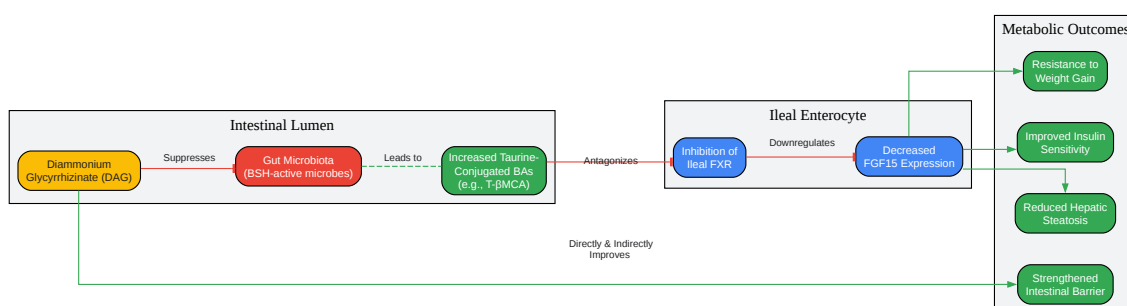 Metabolic Outcomes
Resistance to
Weight Gain
Ileal Enterocyte
Intestinal Lumen
Improved Insulin
Sensitivity
Diammonium
Glycyrrhizinate (DAG)
Suppresses
Gut Microbiota
(BSH-active microbes)
Leads to
Increased Taurine-
Conjugated BAs
(e.g., T-βMCA)
Antagonizes
Inhibition of
Ileal FXR
Downregulates
Decreased
FGF15 Expression
Reduced Hepatic
Steatosis
Directly & Indirectly
Improves
Strengthened
Intestinal Barrier